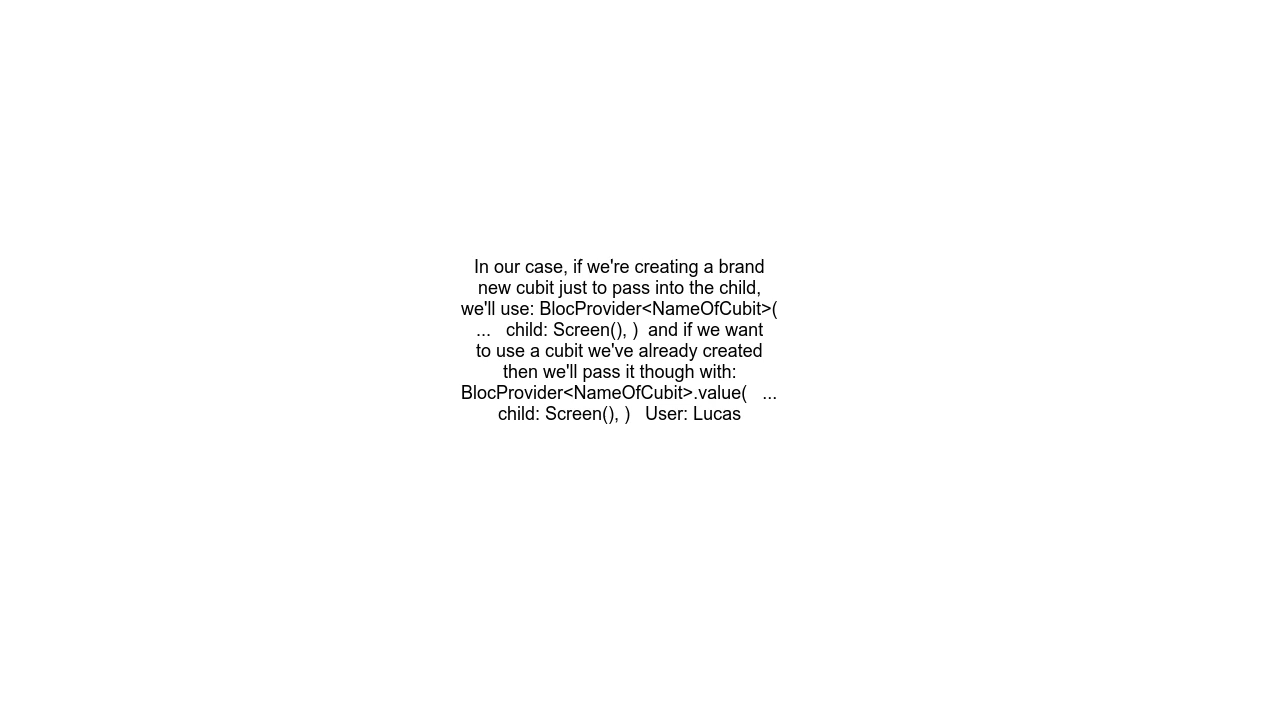 In our case, if we're creating a brand
new cubit just to pass into the child,
we'll use: BlocProvider<NameOfCubit>(
...   child: Screen(), )  and if we want
to use a cubit we've already created
then we'll pass it though with:
BlocProvider<NameOfCubit>.value(   ...
child: Screen(), )   User: Lucas